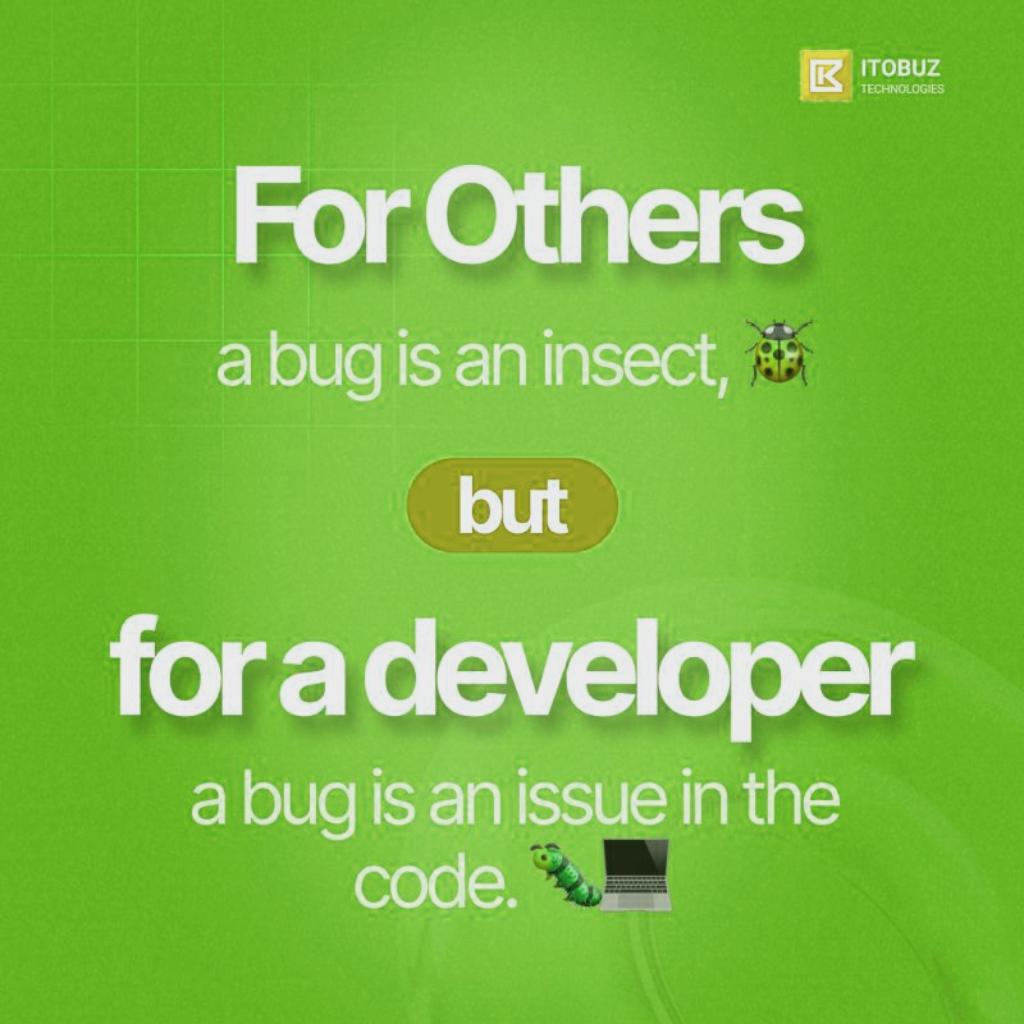 ITOBUZ
TECHNOLOGIES
For Others
a bug is an insect,
but
for a developer
a bug is an issue in the
code.